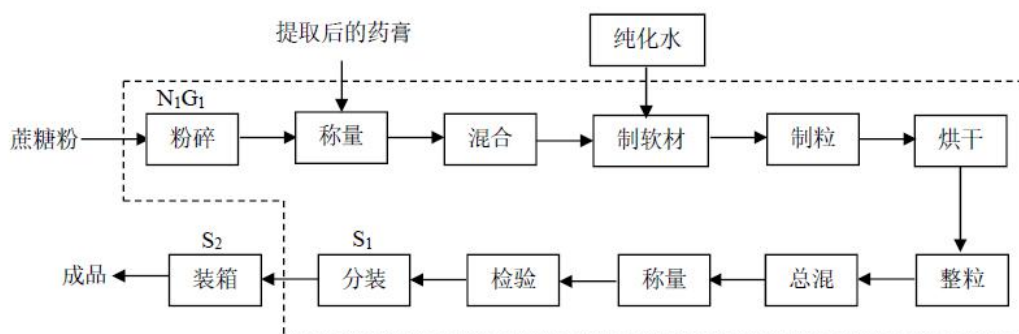 提取后的药膏
纯化水
N₁G₁
蔗糖粉
粉碎
称量
混合
制软材
制粒
烘干
S₂
S₁
成品
装箱
分装
检验
称量
总混
整粒